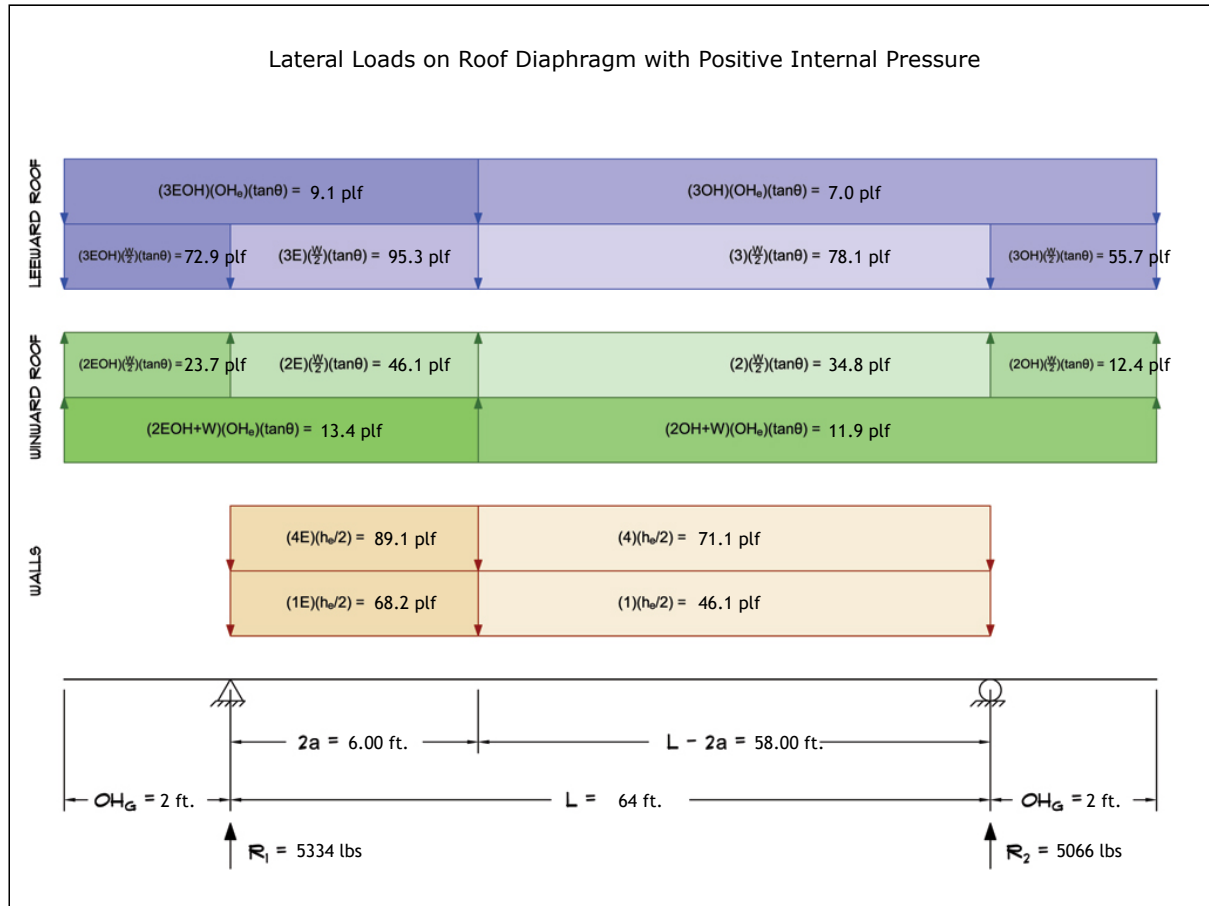 Lateral Loads on Roof Diaphragm with Positive Internal Pressure
LEEWARD ROOF
(3EOH)(OHₑ)(tanθ) = 9.1 plf
(3OH)(OHₑ)(tanθ) = 7.0 plf
(3EOH)(W/2)(tanθ) = 72.9 plf
(3E)(W/2)(tanθ) = 95.3 plf
(3)(W/2)(tanθ) = 78.1 plf
(3OH)(W/2)(tanθ) = 55.7 plf
WINWARD ROOF
(2EOH)(W/2)(tanθ) = 23.7 plf
(2E)(W/2)(tanθ) = 46.1 plf
(2)(W/2)(tanθ) = 34.8 plf
(2OH)(W/2)(tanθ) = 12.4 plf
(2EOH+W)(OHₑ)(tanθ) = 13.4 plf
(2OH+W)(OHₑ)(tanθ) = 11.9 plf
WALLS
(4E)(hₑ/2) = 89.1 plf
(4)(hₑ/2) = 71.1 plf
(1E)(hₑ/2) = 68.2 plf
(1)(hₑ/2) = 46.1 plf
2a = 6.00 ft.
L - 2a = 58.00 ft.
OH_G = 2 ft.
L = 64 ft.
OH_G = 2 ft.
R₁ = 5334 lbs
R₂ = 5066 lbs